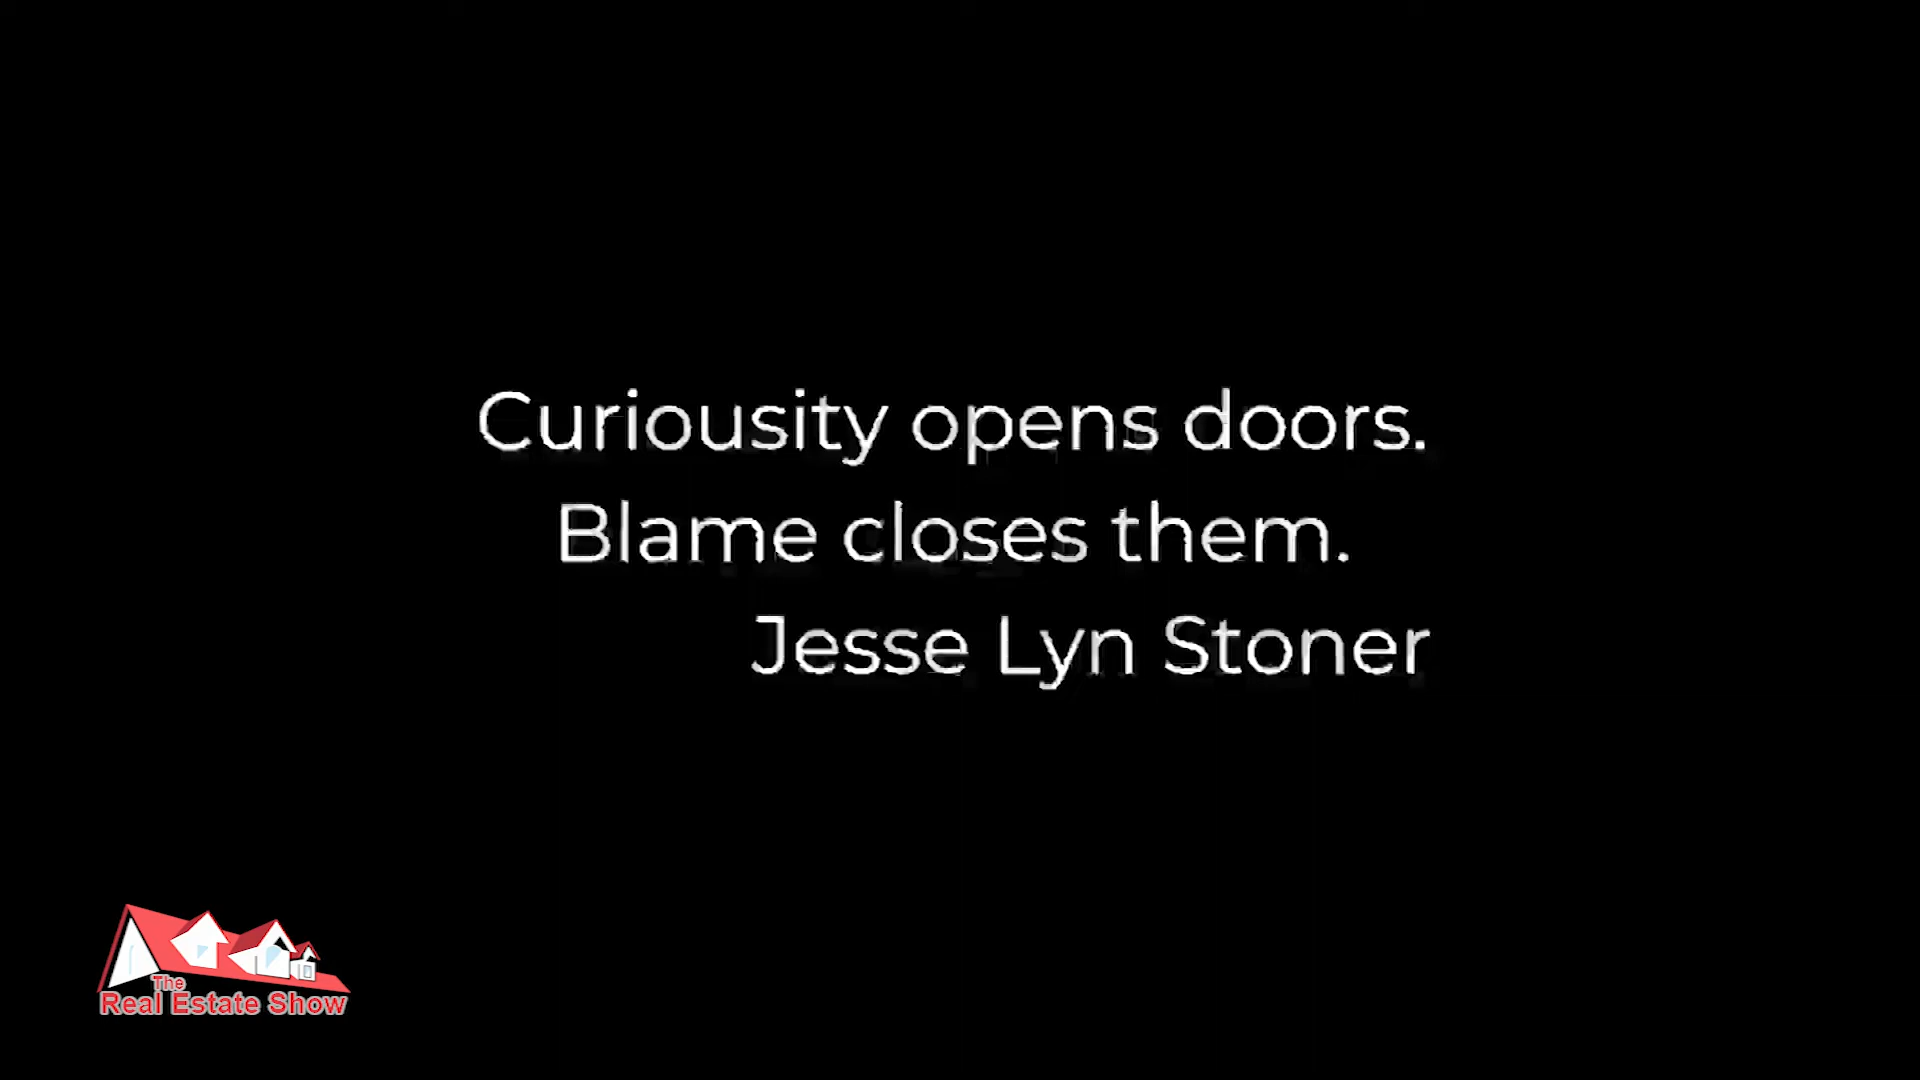 Curiousity opens doors.
Blame closes them.
Jesse Lyn Stoner
The
Real Estate Show